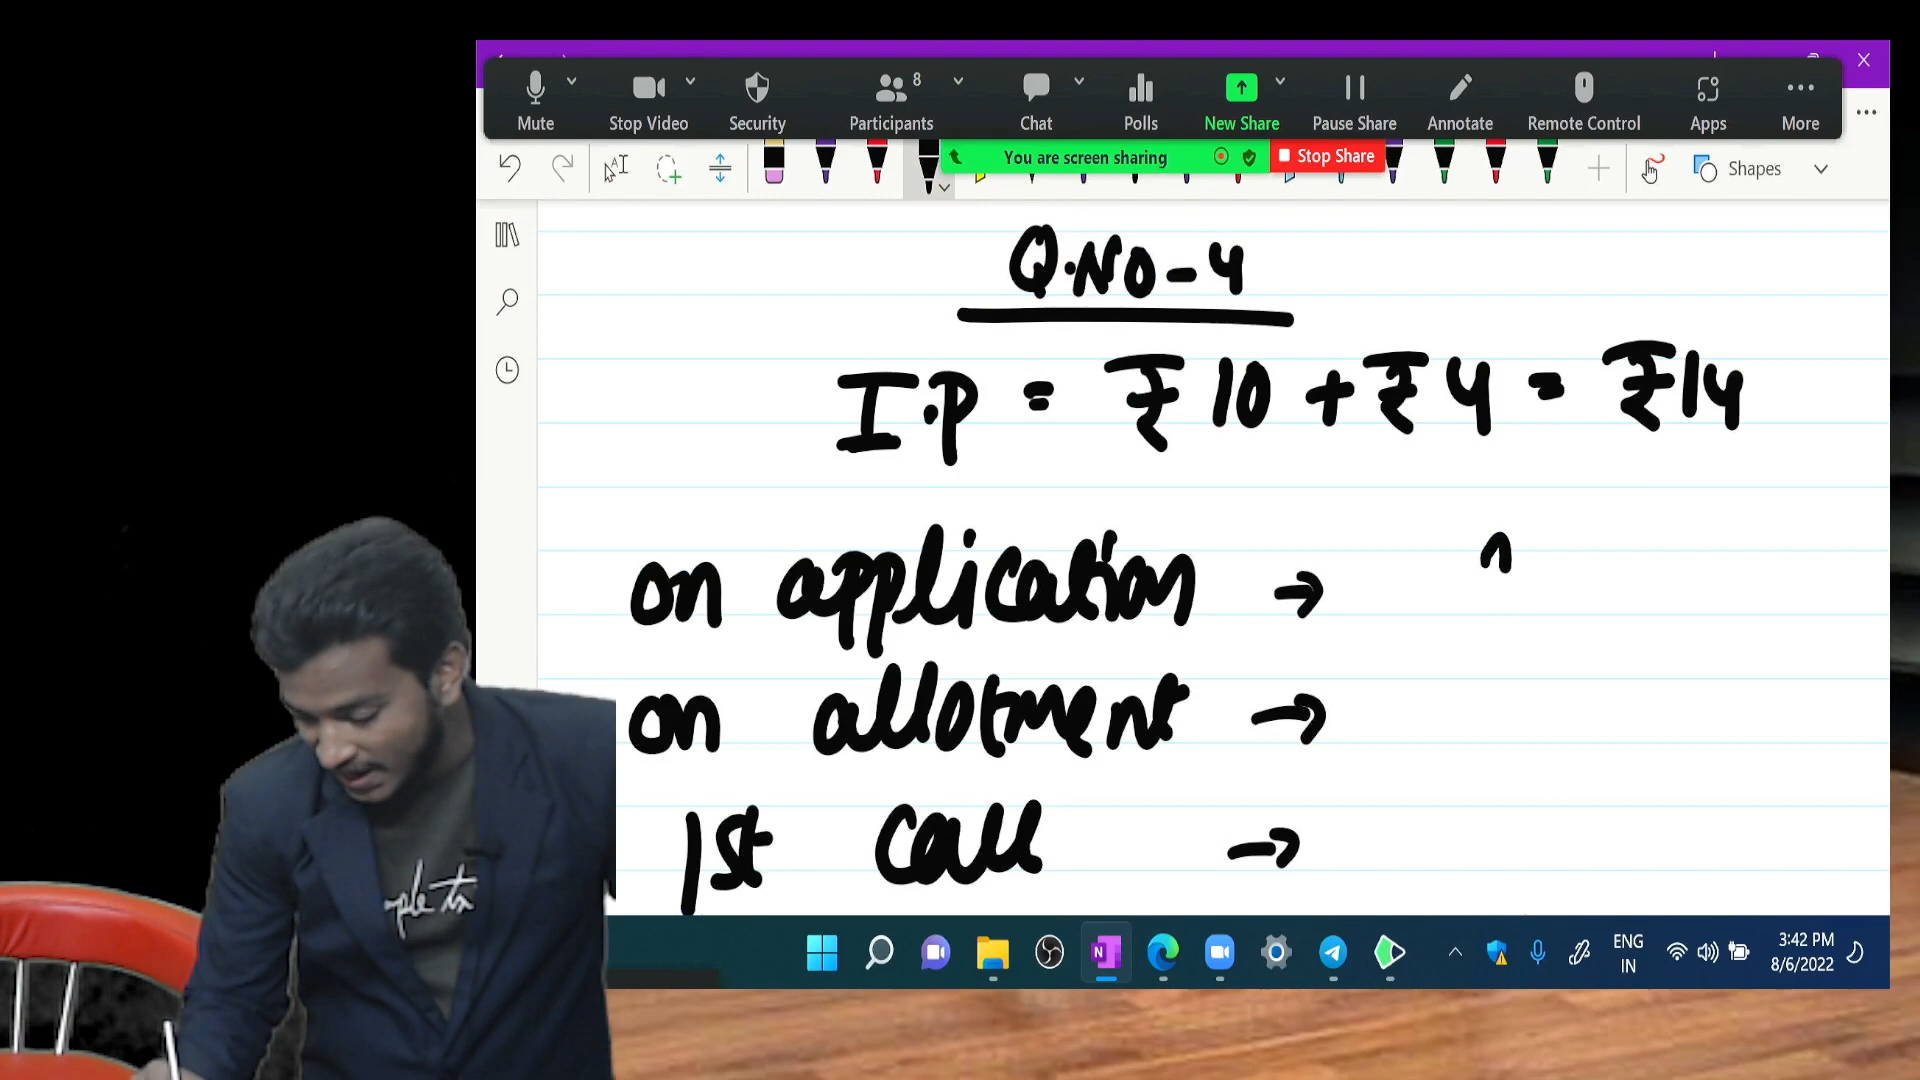 8
Mute
Stop Video
Security
Participants
Chat
Polls
New Share
Pause Share
Annotate
Remote Control
Apps
More
You are screen sharing
Stop Share
Shapes
Q.No-4
I.P = ₹10 + ₹4 = ₹14
on application →
on allotment →
1st call →
ple to
ENG
IN
3:42 PM
8/6/2022